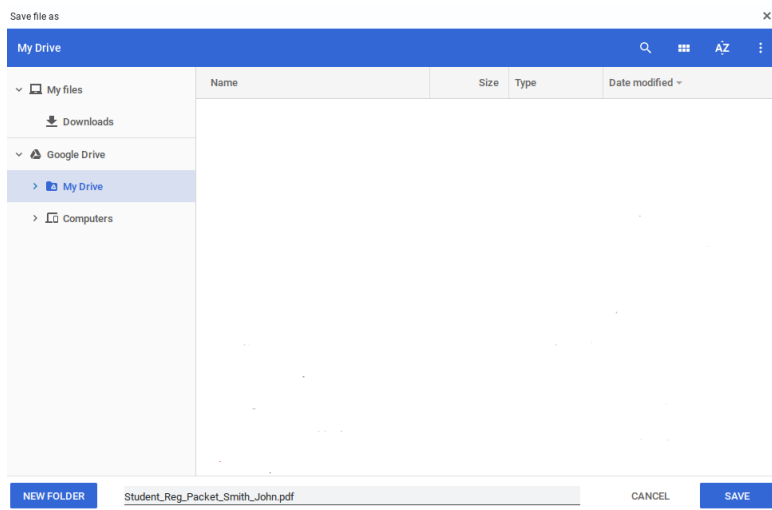 Save file as
My Drive
AZ
Name Size Type Date modified
My files
Downloads
Google Drive
My Drive
Computers
NEW FOLDER Student_Reg_Packet_Smith_John.pdf CANCEL SAVE